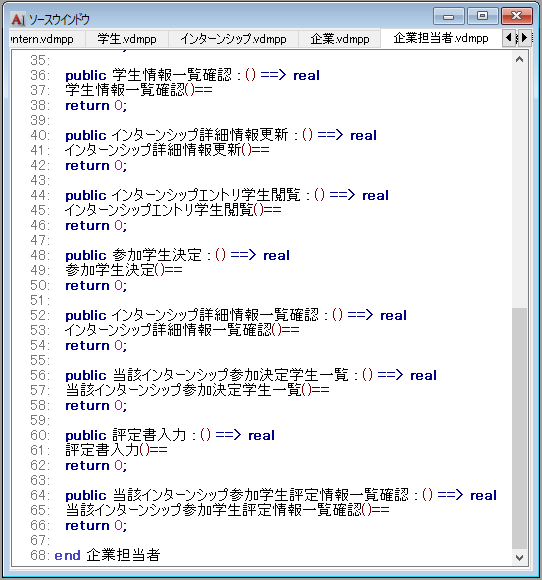 ソースウインドウ
ntern.vdmpp 学生.vdmpp インターンシップ.vdmpp 企業.vdmpp 企業担当者.vdmpp
35:
36: public 学生情報一覧確認 : () ==> real
37: 学生情報一覧確認()==
38: return 0;
39:
40: public インターンシップ詳細情報更新 : () ==> real
41: インターンシップ詳細情報更新()==
42: return 0;
43:
44: public インターンシップエントリ学生閲覧 : () ==> real
45: インターンシップエントリ学生閲覧()==
46: return 0;
47:
48: public 参加学生決定 : () ==> real
49: 参加学生決定()==
50: return 0;
51:
52: public インターンシップ詳細情報一覧確認 : () ==> real
53: インターンシップ詳細情報一覧確認()==
54: return 0;
55:
56: public 当該インターンシップ参加決定学生一覧 : () ==> real
57: 当該インターンシップ参加決定学生一覧()==
58: return 0;
59:
60: public 評定書入力 : () ==> real
61: 評定書入力()==
62: return 0;
63:
64: public 当該インターンシップ参加学生評定情報一覧確認 : () ==> real
65: 当該インターンシップ参加学生評定情報一覧確認()==
66: return 0;
67:
68: end 企業担当者